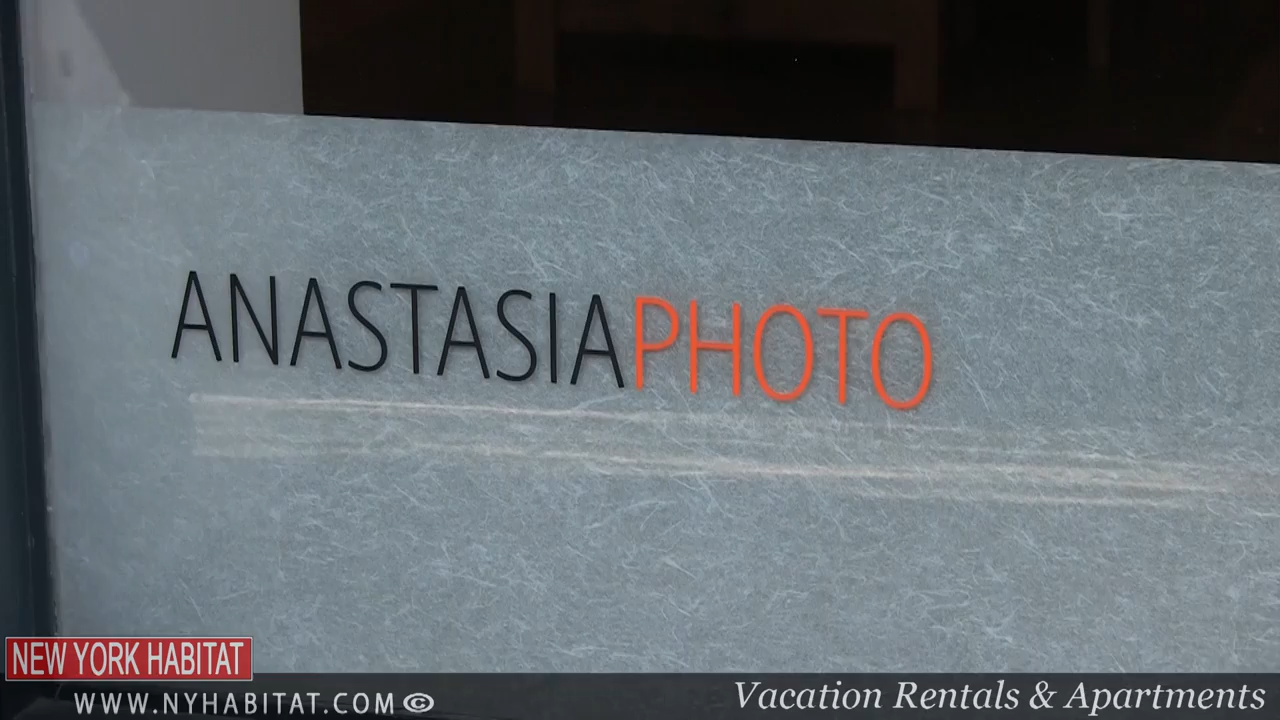 ANASTASIAPHOTO
NEW YORK HABITAT
WWW.NYHABITAT.COM ©
Vacation Rentals & Apartments